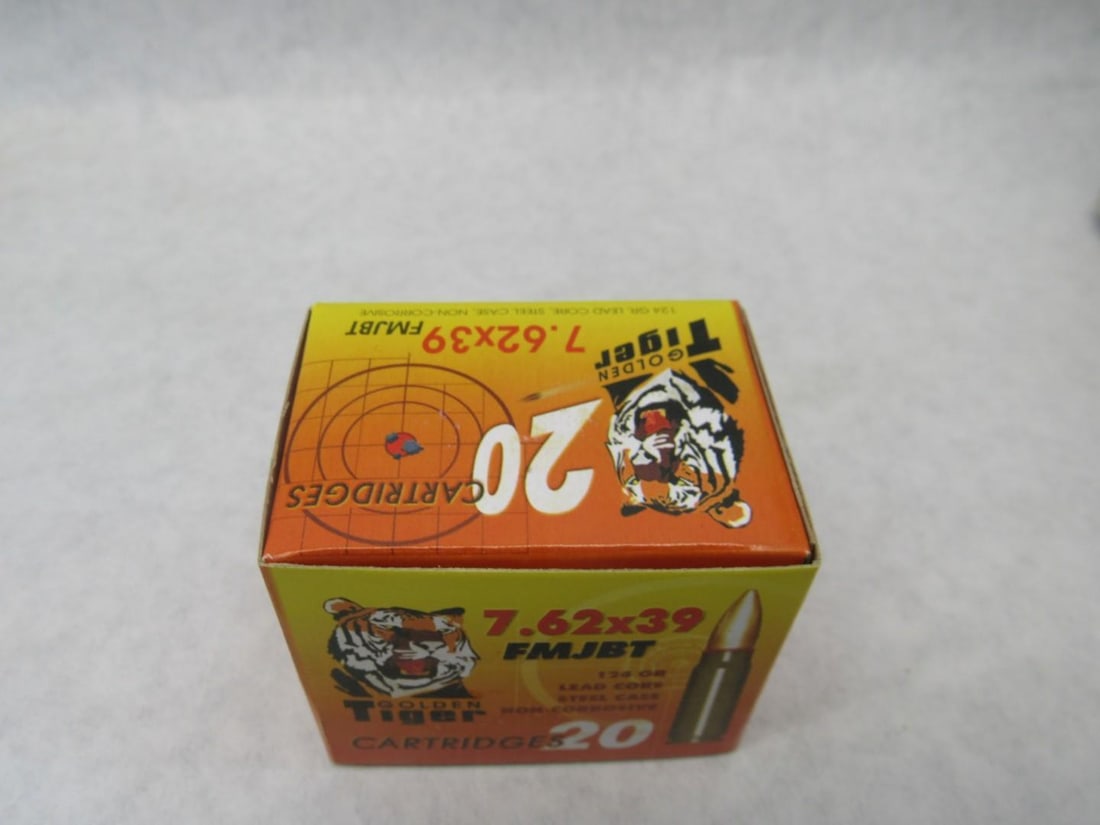 124 GR. LEAD CORE, STEEL CASE, NON-CORROSIVE
7.62x39 FMJBT
GOLDEN
Tiger
20
CARTRIDGES
7.62x39
FMJBT
124 GR
LEAD CORE
STEEL CASE
NON-CORROSIVE
GOLDEN
Tiger
CARTRIDGES 20